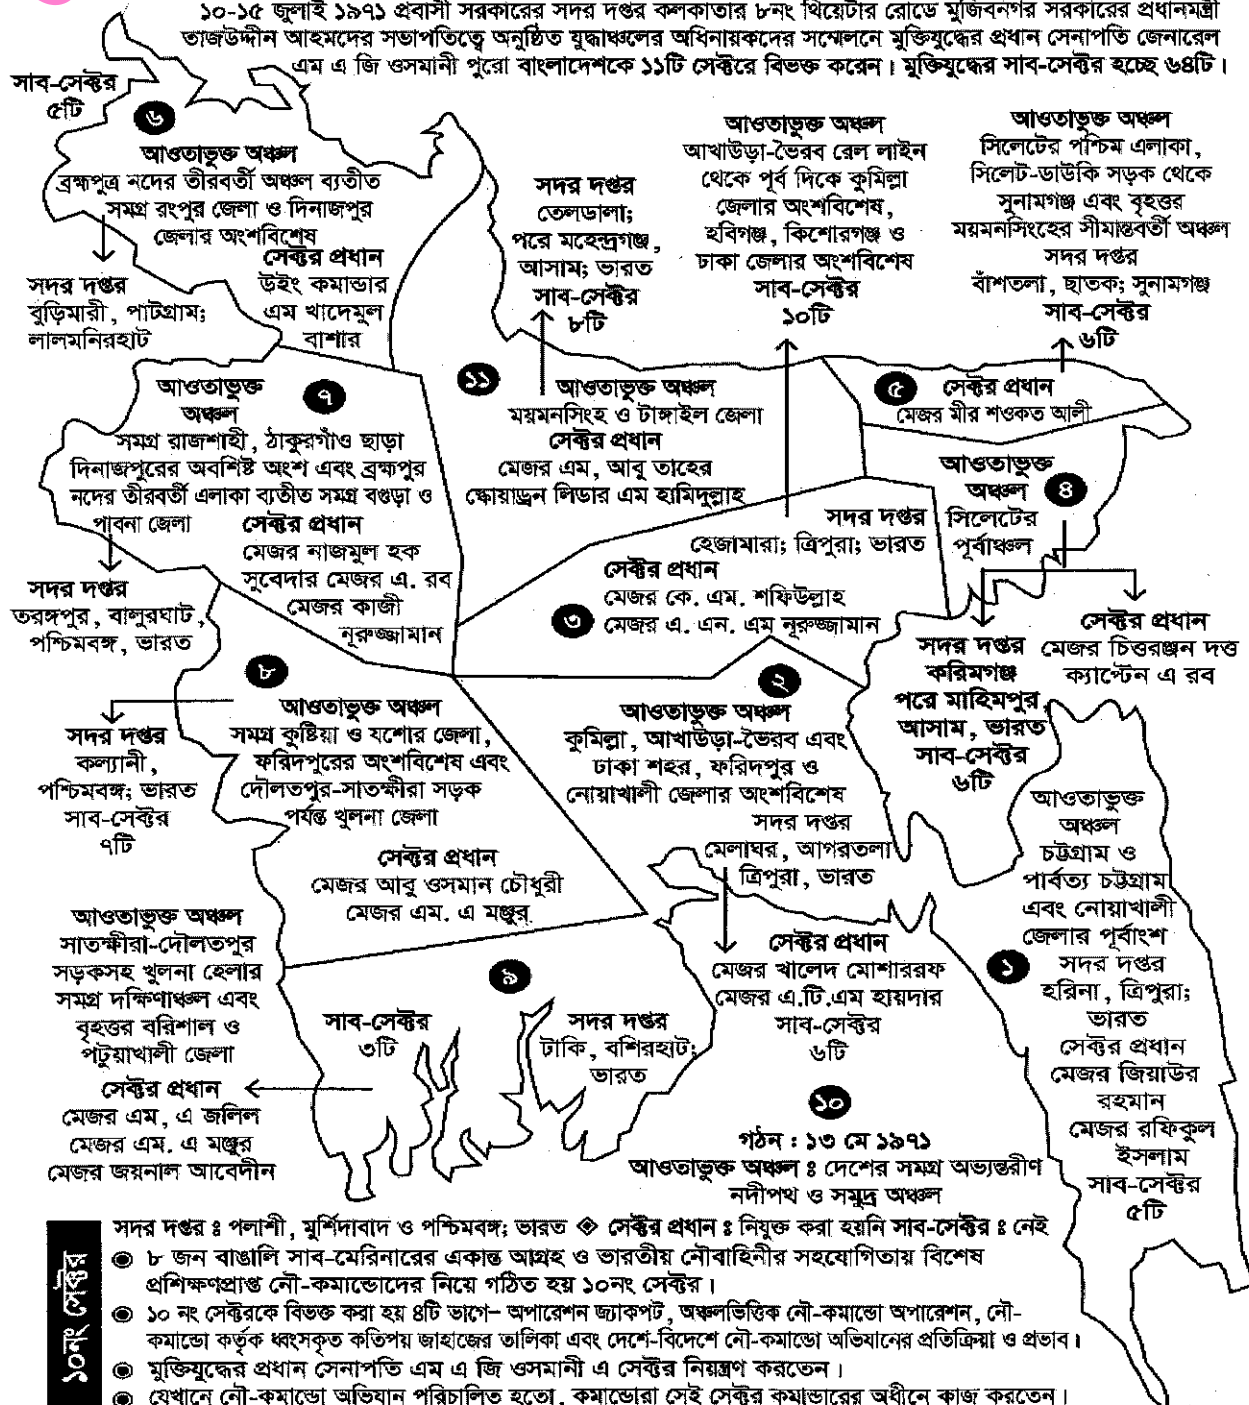 ১০-১৫ জুলাই ১৯৭১ প্রবাসী সরকারের সদর দপ্তর কলকাতার ৮নং থিয়েটার রোডে মুজিবনগর সরকারের প্রধানমন্ত্রী
তাজউদ্দীন আহমদের সভাপতিত্বে অনুষ্ঠিত যুদ্ধাঞ্চলের অধিনায়কদের সম্মেলনে মুক্তিযুদ্ধের প্রধান সেনাপতি জেনারেল
এম এ জি ওসমানী পুরো বাংলাদেশকে ১১টি সেক্টরে বিভক্ত করেন। মুক্তিযুদ্ধের সাব-সেক্টর হচ্ছে ৬৪টি।
সাব-সেক্টর
৫টি
৬
আওতাভুক্ত অঞ্চল
ব্রহ্মপুত্র নদের তীরবর্তী অঞ্চল ব্যতীত
সমগ্র রংপুর জেলা ও দিনাজপুর
জেলার অংশবিশেষ
সেক্টর প্রধান
উইং কমান্ডার
এম খাদেমুল
বাশার
সদর দপ্তর
বুড়িমারী, পাটগ্রাম;
লালমনিরহাট
সদর দপ্তর
তেলডালা;
পরে মহেন্দ্রগঞ্জ,
আসাম; ভারত
সাব-সেক্টর
৮টি
আওতাভুক্ত অঞ্চল
আখাউড়া-ভৈরব রেল লাইন
থেকে পূর্ব দিকে কুমিল্লা
জেলার অংশবিশেষ,
হবিগঞ্জ, কিশোরগঞ্জ ও
ঢাকা জেলার অংশবিশেষ
সাব-সেক্টর
১০টি
আওতাভুক্ত অঞ্চল
সিলেটের পশ্চিম এলাকা,
সিলেট-ডাউকি সড়ক থেকে
সুনামগঞ্জ এবং বৃহত্তর
ময়মনসিংহের সীমান্তবর্তী অঞ্চল
সদর দপ্তর
বাঁশতলা, ছাতক; সুনামগঞ্জ
সাব-সেক্টর
৬টি
আওতাভুক্ত
অঞ্চল
৭
সমগ্র রাজশাহী, ঠাকুরগাঁও ছাড়া
দিনাজপুরের অবশিষ্ট অংশ এবং ব্রহ্মপুর
নদের তীরবর্তী এলাকা ব্যতীত সমগ্র বগুড়া ও
পাবনা জেলা
সেক্টর প্রধান
মেজর নাজমুল হক
সুবেদার মেজর এ. রব
মেজর কাজী
নূরুজ্জামান
সদর দপ্তর
তরঙ্গপুর, বালুরঘাট,
পশ্চিমবঙ্গ, ভারত
১১
আওতাভুক্ত অঞ্চল
ময়মনসিংহ ও টাঙ্গাইল জেলা
সেক্টর প্রধান
মেজর এম, আবু তাহের
স্কোয়াড্রন লিডার এম হামিদুল্লাহ
৫
সেক্টর প্রধান
মেজর মীর শওকত আলী
আওতাভুক্ত
অঞ্চল
৪
সিলেটের
পূর্বাঞ্চল
সদর দপ্তর
হেজামারা; ত্রিপুরা; ভারত
সেক্টর প্রধান
মেজর কে. এম. শফিউল্লাহ
৩
মেজর এ. এন. এম নূরুজ্জামান
সদর দপ্তর
করিমগঞ্জ
পরে মাহিমপুর,
আসাম, ভারত
সাব-সেক্টর
৬টি
সেক্টর প্রধান
মেজর চিত্তরঞ্জন দত্ত
ক্যাপ্টেন এ রব
৮
আওতাভুক্ত অঞ্চল
সমগ্র কুষ্টিয়া ও যশোর জেলা,
ফরিদপুরের অংশবিশেষ এবং
দৌলতপুর-সাতক্ষীরা সড়ক
পর্যন্ত খুলনা জেলা
সদর দপ্তর
কল্যানী,
পশ্চিমবঙ্গ; ভারত
সাব-সেক্টর
৭টি
সেক্টর প্রধান
মেজর আবু ওসমান চৌধুরী
মেজর এম. এ মঞ্জুর
২
আওতাভুক্ত অঞ্চল
কুমিল্লা, আখাউড়া-ভৈরব এবং
ঢাকা শহর, ফরিদপুর ও
নোয়াখালী জেলার অংশবিশেষ
সদর দপ্তর
মেলাঘর, আগরতলা
ত্রিপুরা, ভারত
সেক্টর প্রধান
মেজর খালেদ মোশাররফ
মেজর এ.টি.এম হায়দার
সাব-সেক্টর
৬টি
আওতাভুক্ত
অঞ্চল
চট্টগ্রাম ও
পার্বত্য চট্টগ্রাম
এবং নোয়াখালী
জেলার পূর্বাংশ
১
সদর দপ্তর
হরিনা, ত্রিপুরা;
ভারত
সেক্টর প্রধান
মেজর জিয়াউর
রহমান
মেজর রফিকুল
ইসলাম
সাব-সেক্টর
৫টি
আওতাভুক্ত অঞ্চল
সাতক্ষীরা-দৌলতপুর
সড়কসহ খুলনা হেলার
সমগ্র দক্ষিণাঞ্চল এবং
বৃহত্তর বরিশাল ও
পটুয়াখালী জেলা
সেক্টর প্রধান
মেজর এম, এ জলিল
মেজর এম. এ মঞ্জুর
মেজর জয়নাল আবেদীন
৯
সাব-সেক্টর
৩টি
সদর দপ্তর
টাকি, বশিরহাট;
ভারত
১০
গঠন : ১৩ মে ১৯৭১
আওতাভুক্ত অঞ্চল ঃ দেশের সমগ্র অভ্যন্তরীণ
নদীপথ ও সমুদ্র অঞ্চল
১০নং সেক্টর
সদর দপ্তর ঃ পলাশী, মুর্শিদাবাদ ও পশ্চিমবঙ্গ; ভারত ◈ সেক্টর প্রধান ঃ নিযুক্ত করা হয়নি সাব-সেক্টর ঃ নেই
◉ ৮ জন বাঙালি সাব-মেরিনারের একান্ত আগ্রহ ও ভারতীয় নৌবাহিনীর সহযোগিতায় বিশেষ
প্রশিক্ষণপ্রাপ্ত নৌ-কমান্ডোদের নিয়ে গঠিত হয় ১০নং সেক্টর।
◉ ১০ নং সেক্টরকে বিভক্ত করা হয় ৪টি ভাগে– অপারেশন জ্যাকপট, অঞ্চলভিত্তিক নৌ-কমান্ডো অপারেশন, নৌ-
কমান্ডো কর্তৃক ধ্বংসকৃত কতিপয় জাহাজের তালিকা এবং দেশে-বিদেশে নৌ-কমান্ডো অভিযানের প্রতিক্রিয়া ও প্রভাব।
◉ মুক্তিযুদ্ধের প্রধান সেনাপতি এম এ জি ওসমানী এ সেক্টর নিয়ন্ত্রণ করতেন।
◉ যেখানে নৌ-কমান্ডো অভিযান পরিচালিত হতো, কমান্ডোরা সেই সেক্টর কমান্ডারের অধীনে কাজ করতেন।